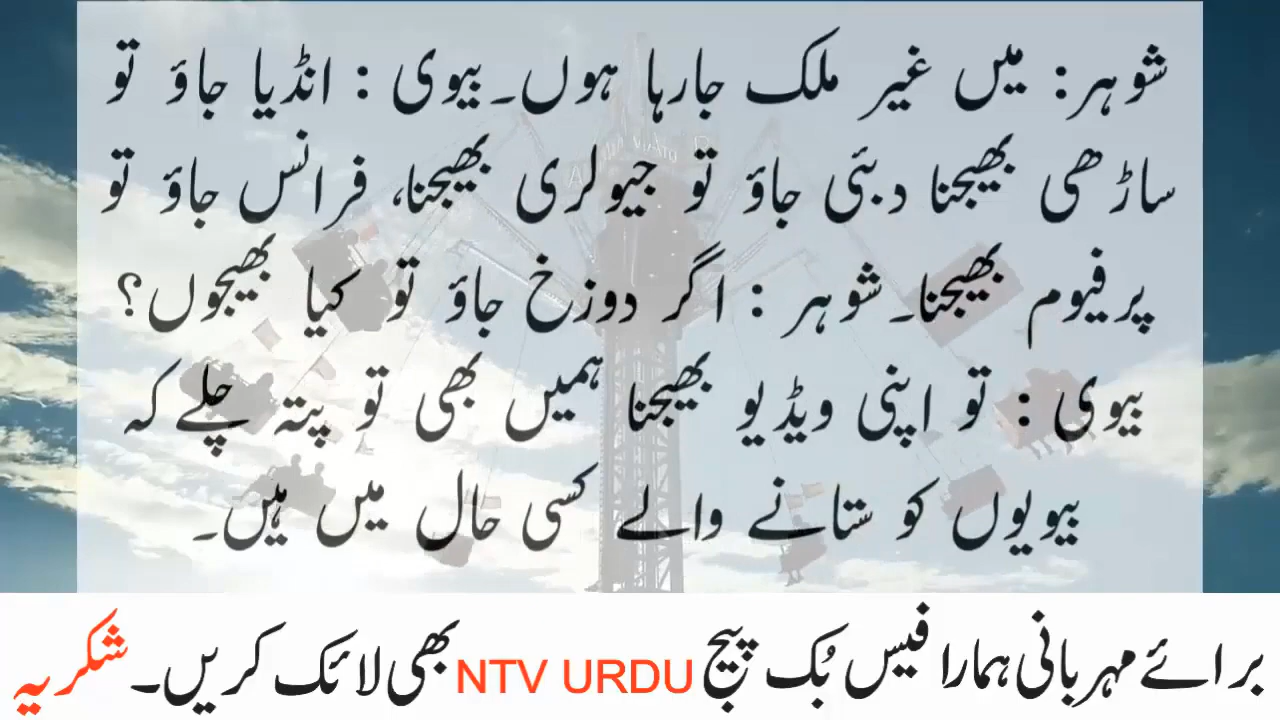 شوہر: میں غیر ملک جارہا ہوں۔بیوی : انڈیا جاؤ تو
ساڑھی بھیجنا دبئی جاؤ تو جیولری بھیجنا، فرانس جاؤ تو
پرفیوم بھیجنا۔شوہر : اگر دوزخ جاؤ تو کیا بھیجوں؟
بیوی : تو اپنی ویڈیو بھیجنا ہمیں بھی تو پتہ چلے کہ
بیویوں کو ستانے والے کسی حال میں ہیں۔
برائے مہربانی ہمارا فیس بُک پیج NTV URDU بھی لائک کریں۔ شکریہ